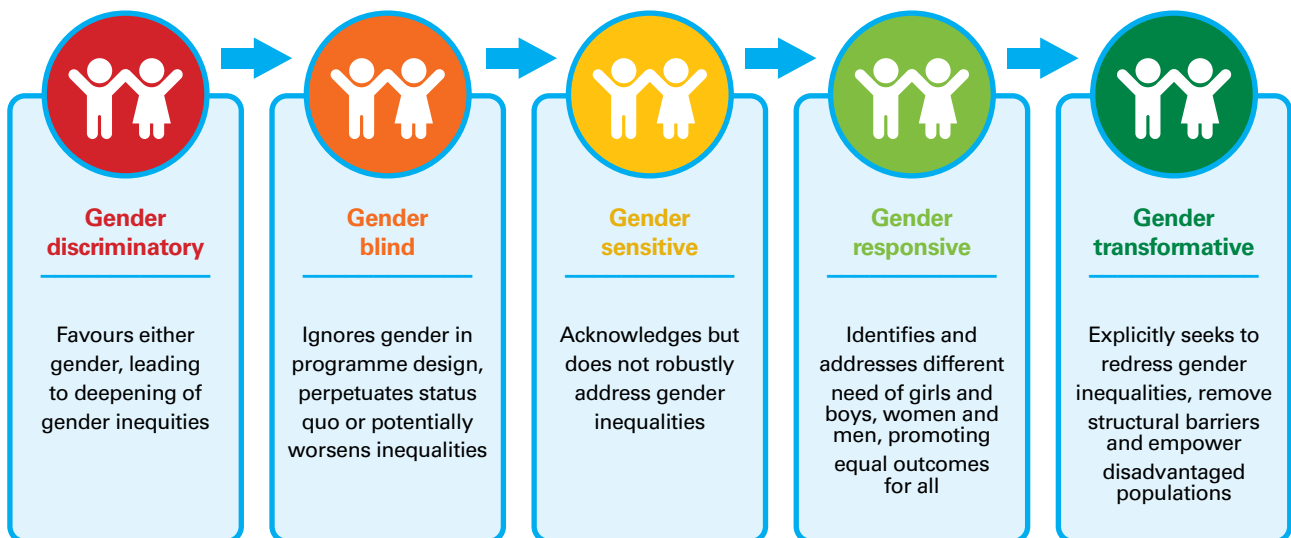 Gender
discriminatory
Favours either
gender, leading
to deepening of
gender inequities
Gender
blind
Ignores gender in
programme design,
perpetuates status
quo or potentially
worsens inequalities
Gender
sensitive
Acknowledges but
does not robustly
address gender
inequalities
Gender
responsive
Identifies and
addresses different
need of girls and
boys, women and
men, promoting
equal outcomes
for all
Gender
transformative
Explicitly seeks to
redress gender
inequalities, remove
structural barriers
and empower
disadvantaged
populations